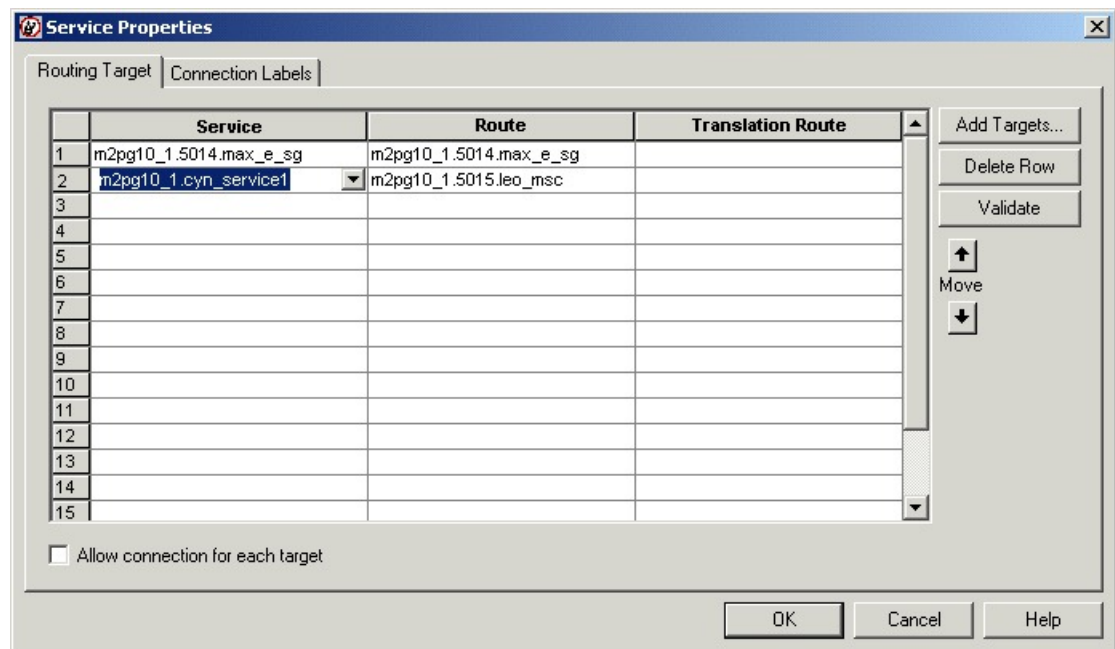 Service Properties
Routing Target
Connection Labels
Service Route Translation Route
1 m2pg10_1.5014.max_e_sg m2pg10_1.5014.max_e_sg
2 m2pg10_1.cyn_service1 m2pg10_1.5015.leo_msc
3
4
5
6
7
8
9
10
11
12
13
14
15
Add Targets...
Delete Row
Validate
Move
Allow connection for each target
OK
Cancel
Help